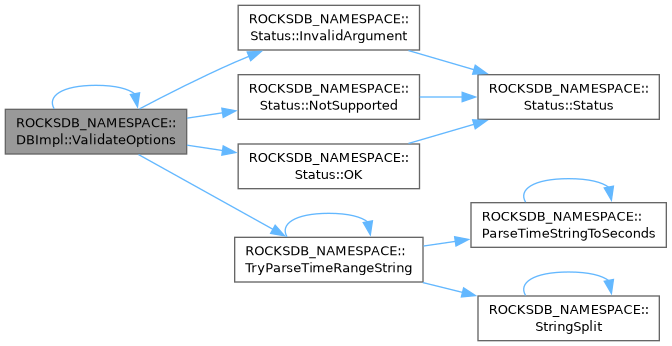 ROCKSDB_NAMESPACE::
DBImpl::ValidateOptions
ROCKSDB_NAMESPACE::
Status::InvalidArgument
ROCKSDB_NAMESPACE::
Status::NotSupported
ROCKSDB_NAMESPACE::
Status::OK
ROCKSDB_NAMESPACE::
TryParseTimeRangeString
ROCKSDB_NAMESPACE::
Status::Status
ROCKSDB_NAMESPACE::
ParseTimeStringToSeconds
ROCKSDB_NAMESPACE::
StringSplit